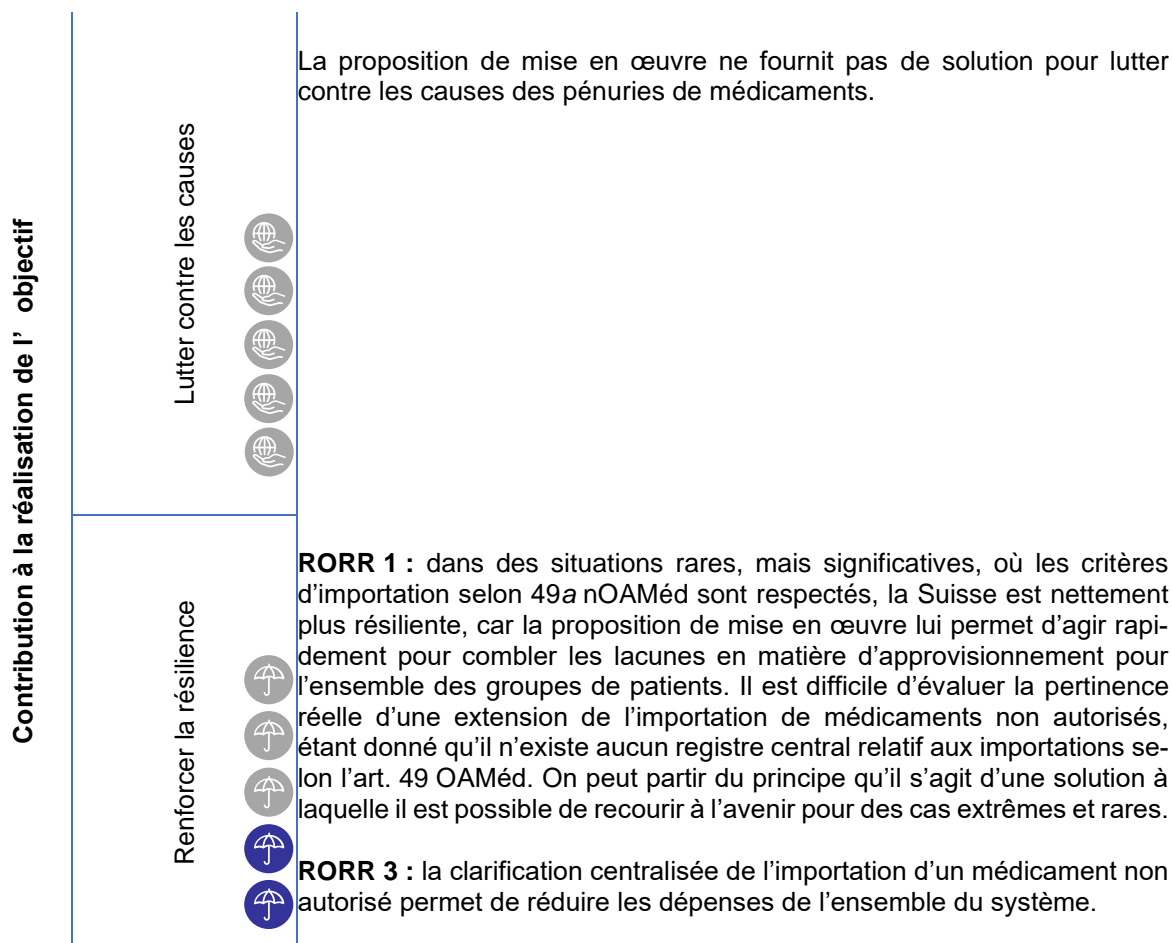 Contribution à la réalisation de l’ objectif
Lutter contre les causes
La proposition de mise en œuvre ne fournit pas de solution pour lutter
contre les causes des pénuries de médicaments.
Renforcer la résilience
RORR 1 : dans des situations rares, mais significatives, où les critères
d’importation selon 49a nOAMéd sont respectés, la Suisse est nettement
plus résiliente, car la proposition de mise en œuvre lui permet d’agir rapi-
dement pour combler les lacunes en matière d’approvisionnement pour
l’ensemble des groupes de patients. Il est difficile d’évaluer la pertinence
réelle d’une extension de l’importation de médicaments non autorisés,
étant donné qu’il n’existe aucun registre central relatif aux importations se-
lon l’art. 49 OAMéd. On peut partir du principe qu’il s’agit d’une solution à
laquelle il est possible de recourir à l’avenir pour des cas extrêmes et rares.
RORR 3 : la clarification centralisée de l’importation d’un médicament non
autorisé permet de réduire les dépenses de l’ensemble du système.